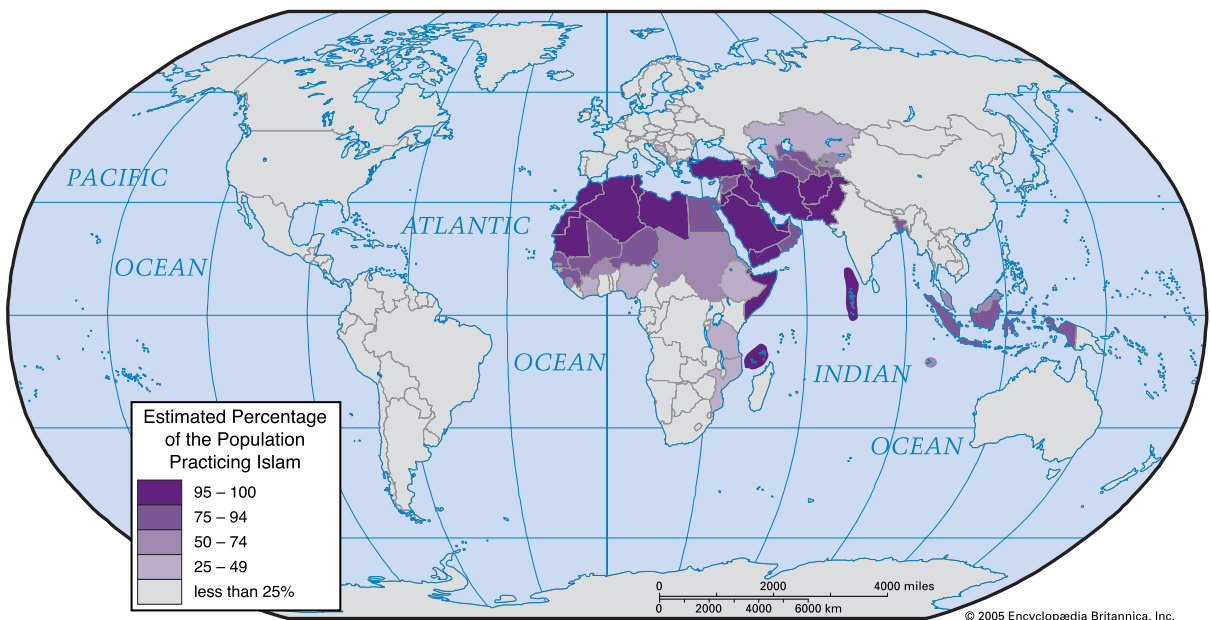 PACIFIC
OCEAN
ATLANTIC
OCEAN
INDIAN
OCEAN
Estimated Percentage
of the Population
Practicing Islam
95 – 100
75 – 94
50 – 74
25 – 49
less than 25%
0 2000 4000 miles
0 2000 4000 6000 km
© 2005 Encyclopædia Britannica, Inc.